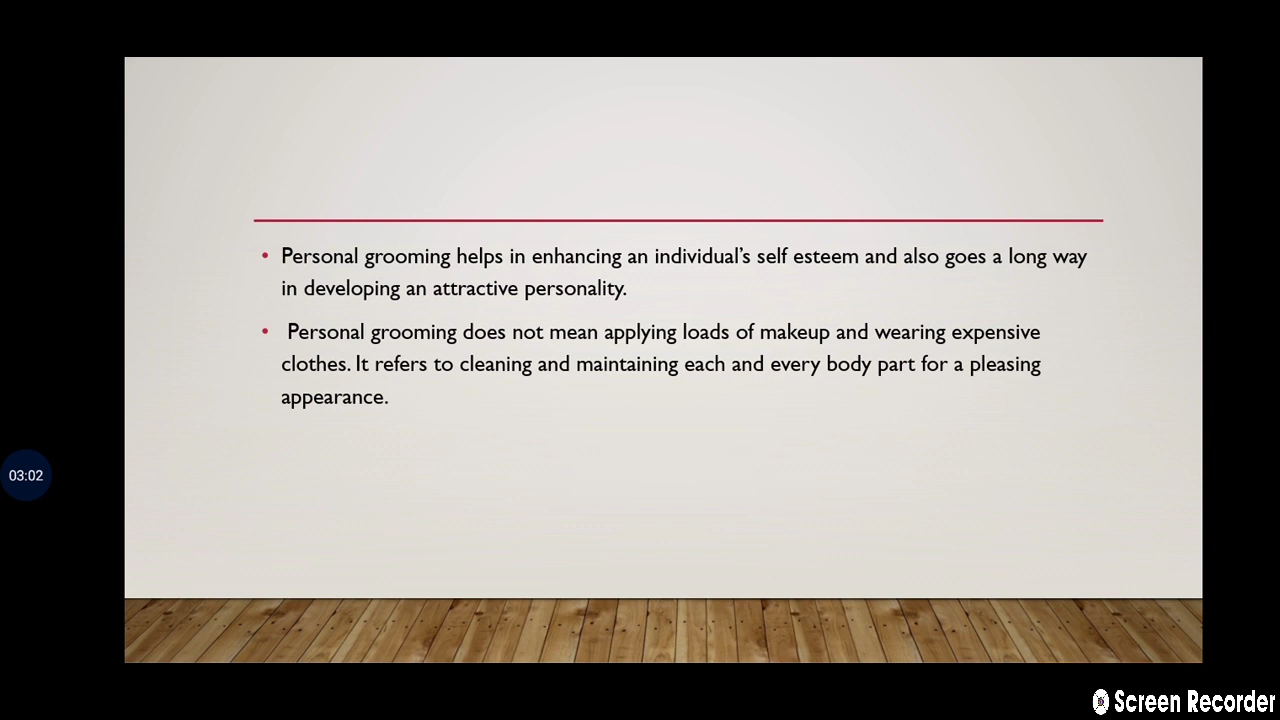 • Personal grooming helps in enhancing an individual’s self esteem and also goes a long way
in developing an attractive personality.
• Personal grooming does not mean applying loads of makeup and wearing expensive
clothes. It refers to cleaning and maintaining each and every body part for a pleasing
appearance.
03:02
Screen Recorder